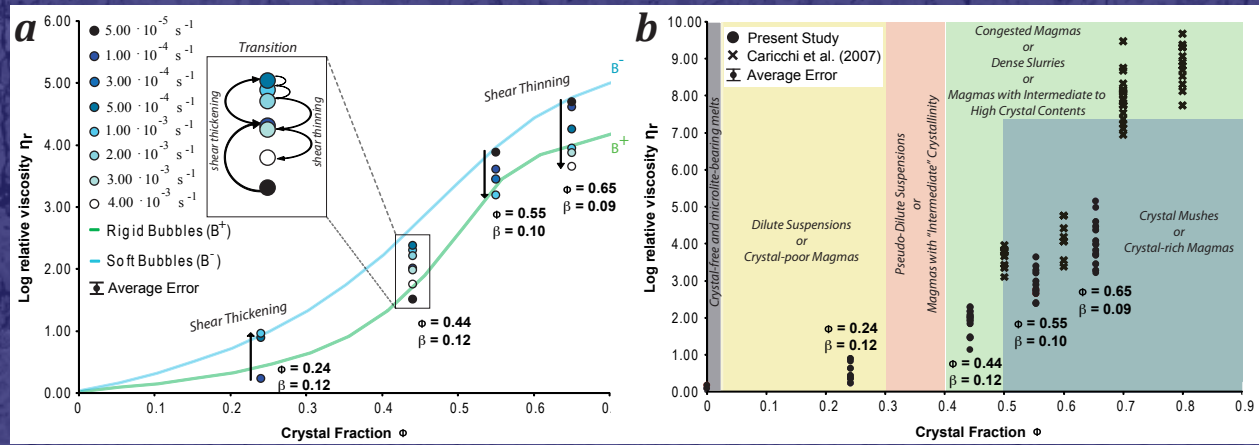 a
5.00 · 10⁻⁵ s⁻¹
1.00 · 10⁻⁴ s⁻¹
3.00 · 10⁻⁴ s⁻¹
5.00 · 10⁻⁴ s⁻¹
1.00 · 10⁻³ s⁻¹
2.00 · 10⁻³ s⁻¹
3.00 · 10⁻³ s⁻¹
4.00 · 10⁻³ s⁻¹
Rigid Bubbles (B⁺)
Soft Bubbles (B⁻)
Average Error
Transition
shear thickening
shear thinning
Shear Thinning
B⁻
B⁺
Shear Thickening
Φ = 0.24
β = 0.12
Φ = 0.44
β = 0.12
Φ = 0.55
β = 0.10
Φ = 0.65
β = 0.09
Log relative viscosity ηr
6.00
5.00
4.00
3.00
2.00
1.00
0.00
0
0.1
0.2
0.3
0.4
0.5
0.6
0.
Crystal Fraction Φ
b
Present Study
Caricchi et al. (2007)
Average Error
Crystal-free and microlite-bearing melts
Dilute Suspensions
or
Crystal-poor Magmas
Pseudo-Dilute Suspensions
or
Magmas with "Intermediate" Crystallinity
Congested Magmas
or
Dense Slurries
or
Magmas with Intermediate to
High Crystal Contents
Crystal Mushes
or
Crystal-rich Magmas
Φ = 0.24
β = 0.12
Φ = 0.44
β = 0.12
Φ = 0.55
β = 0.10
Φ = 0.65
β = 0.09
Log relative viscosity ηr
10.00
9.00
8.00
7.00
6.00
5.00
4.00
3.00
2.00
1.00
0.00
0
0.1
0.2
0.3
0.4
0.5
0.6
0.7
0.8
0.9
Crystal Fraction Φ